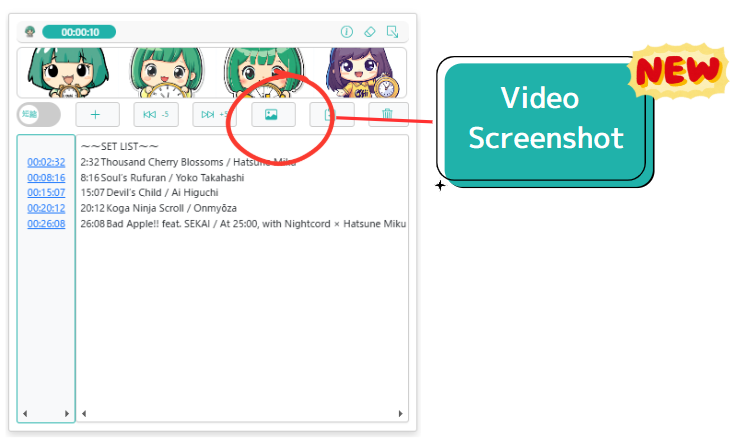 00:00:10
短縮
-5
+5
〜〜SET LIST〜〜
00:02:32 2:32 Thousand Cherry Blossoms / Hatsune Miku
00:08:16 8:16 Soul's Rufuran / Yoko Takahashi
00:15:07 15:07 Devil's Child / Ai Higuchi
00:20:12 20:12 Koga Ninja Scroll / Onmyōza
00:26:08 26:08 Bad Apple!! feat. SEKAI / At 25:00, with Nightcord × Hatsune Miku
NEW
Video
Screenshot